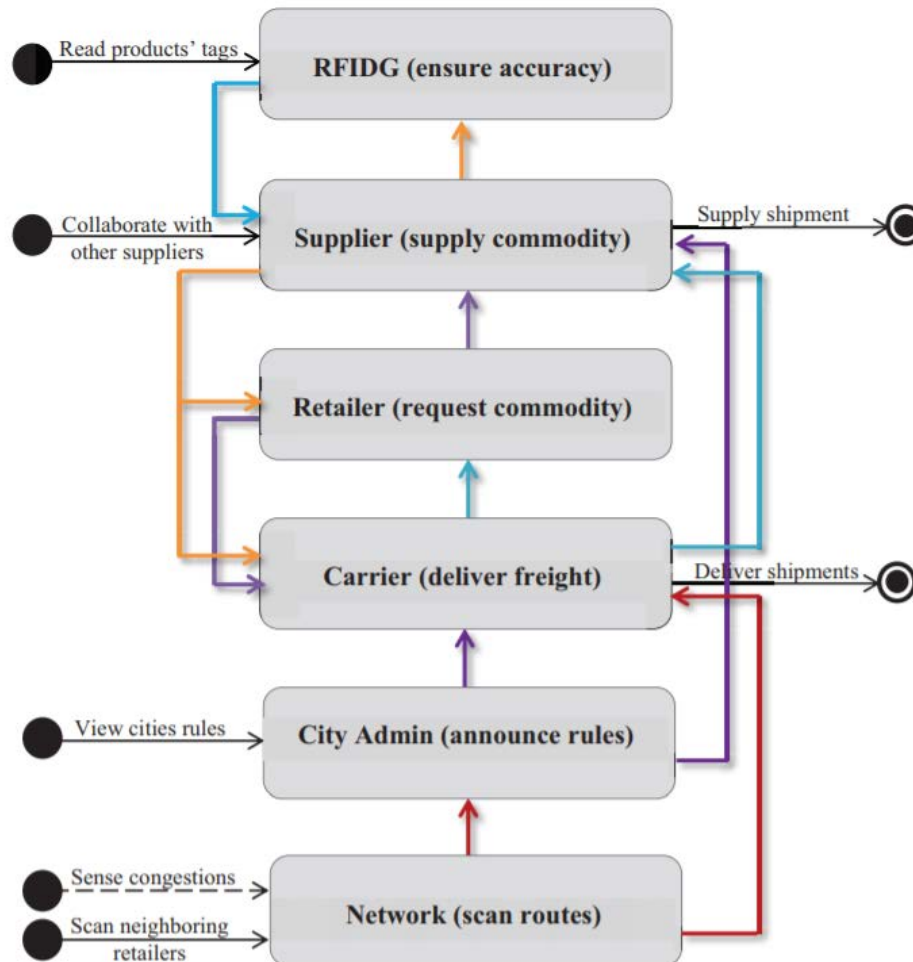 Read products’ tags
RFIDG (ensure accuracy)
Collaborate with
other suppliers
Supplier (supply commodity)
Supply shipment
Retailer (request commodity)
Carrier (deliver freight)
Deliver shipments
View cities rules
City Admin (announce rules)
Sense congestions
Scan neighboring
retailers
Network (scan routes)